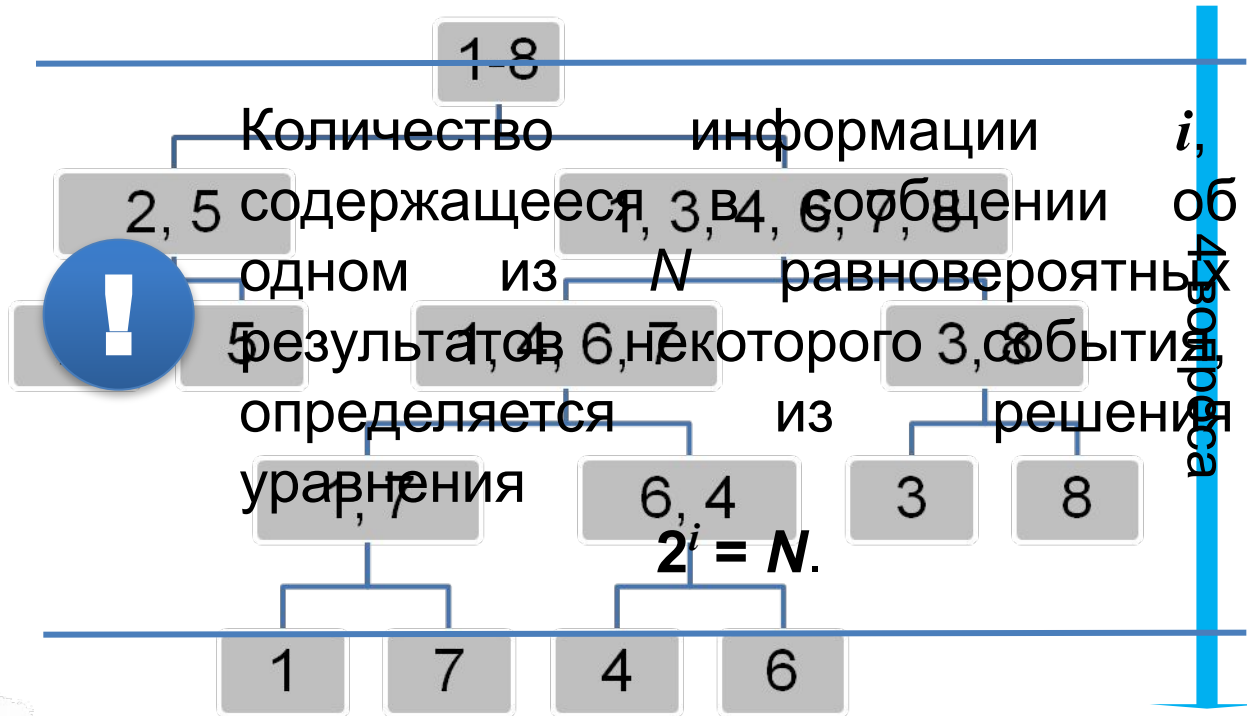 1-8
Количество информации i,
2, 5
1, 3, 4, 6, 7, 8
содержащееся в сообщении об
одном из N равновероятных
!
5
1, 4, 6, 7
3, 8
результатов некоторого события,
определяется из решения
уравнения
1, 7
6, 4
3
8
2ⁱ = N.
1
7
4
6
4 вопроса